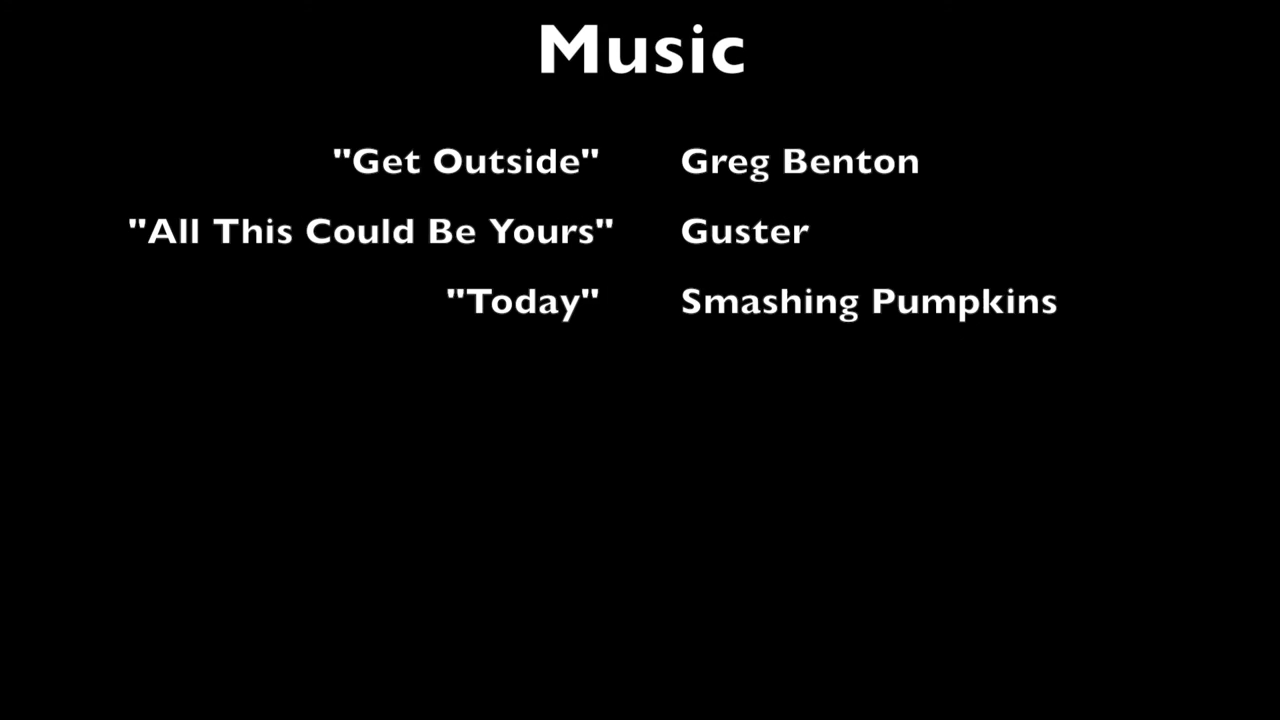 Music
"Get Outside" Greg Benton
"All This Could Be Yours" Guster
"Today" Smashing Pumpkins